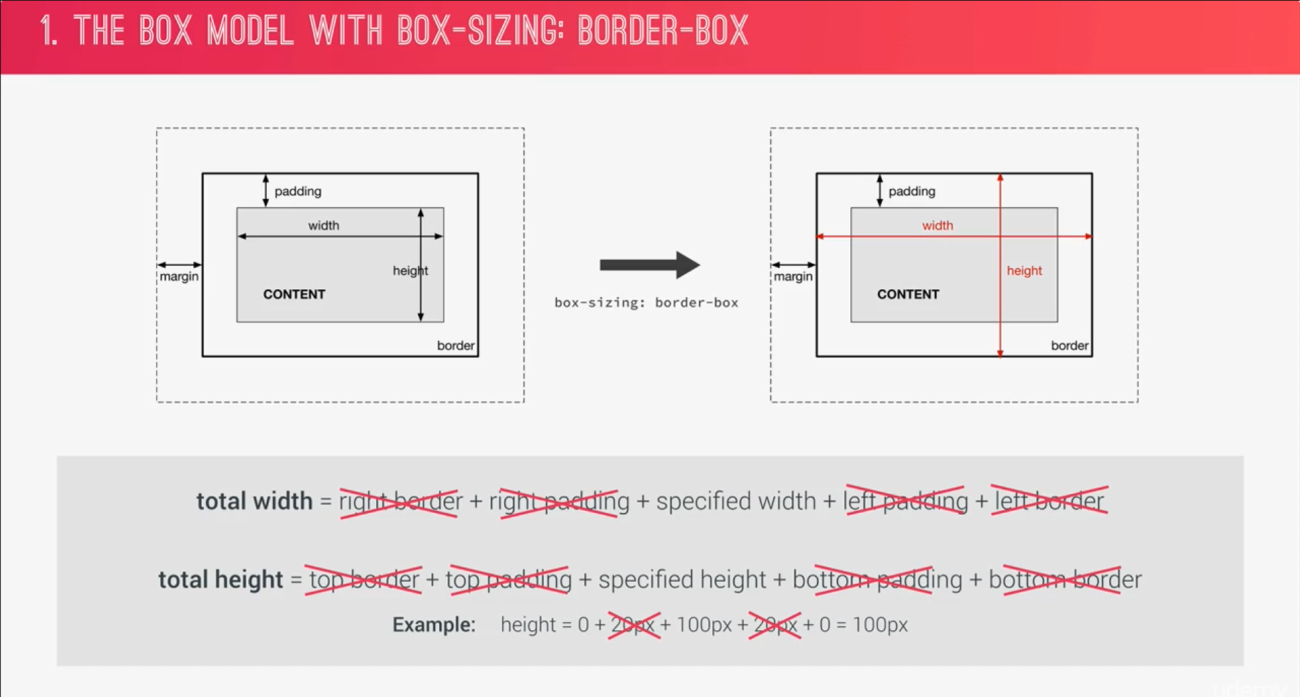 1. THE BOX MODEL WITH BOX-SIZING: BORDER-BOX
padding
width
height
margin
CONTENT
border
box-sizing: border-box
padding
width
height
margin
CONTENT
border
total width = right border + right padding + specified width + left padding + left border
total height = top border + top padding + specified height + bottom padding + bottom border
Example: height = 0 + 20px + 100px + 20px + 0 = 100px
udemy